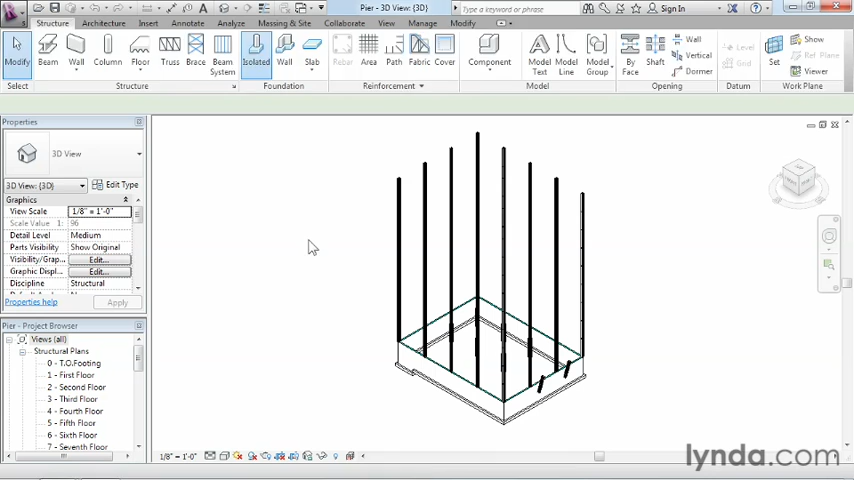 Pier - 3D View: {3D}
Type a keyword or phrase
Sign In
Structure
Architecture
Insert
Annotate
Analyze
Massing & Site
Collaborate
View
Manage
Modify
Modify
Beam
Wall
Column
Floor
Truss
Brace
Beam System
Isolated
Wall
Slab
Rebar
Area
Path
Fabric
Cover
Component
Model Text
Model Line
Model Group
By Face
Shaft
Wall
Vertical
Dormer
Level
Grid
Set
Show
Ref Plane
Viewer
Select
Structure
Foundation
Reinforcement
Model
Opening
Datum
Work Plane
Properties
3D View
3D View: {3D}
Edit Type
Graphics
View Scale
1/8" = 1'-0"
Scale Value 1:
96
Detail Level
Medium
Parts Visibility
Show Original
Visibility/Grap...
Edit...
Graphic Displ...
Edit...
Discipline
Structural
Properties help
Apply
Pier - Project Browser
Views (all)
Structural Plans
0 - T.O.Footing
1 - First Floor
2 - Second Floor
3 - Third Floor
4 - Fourth Floor
5 - Fifth Floor
6 - Sixth Floor
7 - Seventh Floor
1/8" = 1'-0"
lynda.com